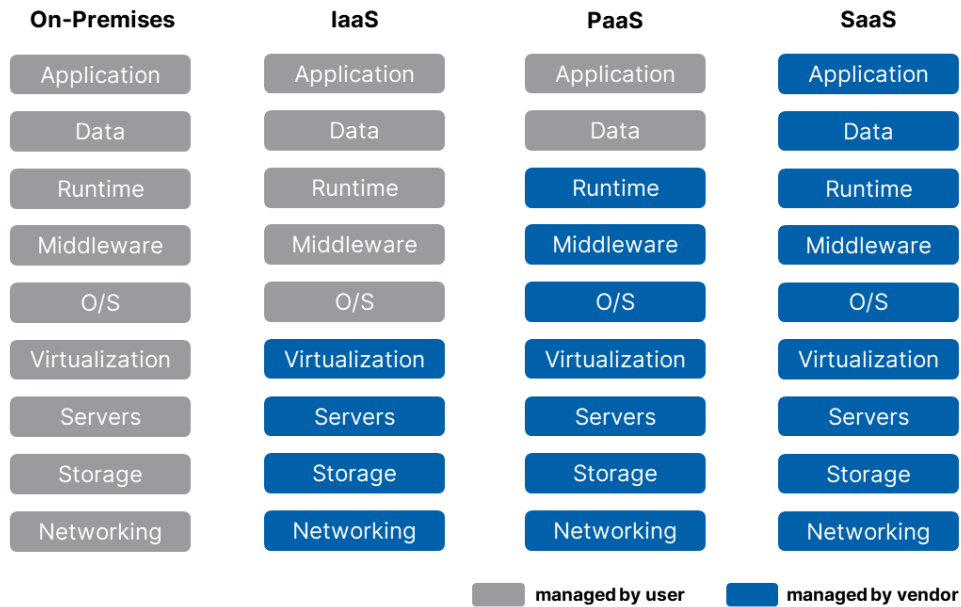 On-Premises IaaS PaaS SaaS
Application Application Application Application
Data Data Data Data
Runtime Runtime Runtime Runtime
Middleware Middleware Middleware Middleware
O/S O/S O/S O/S
Virtualization Virtualization Virtualization Virtualization
Servers Servers Servers Servers
Storage Storage Storage Storage
Networking Networking Networking Networking
managed by user managed by vendor